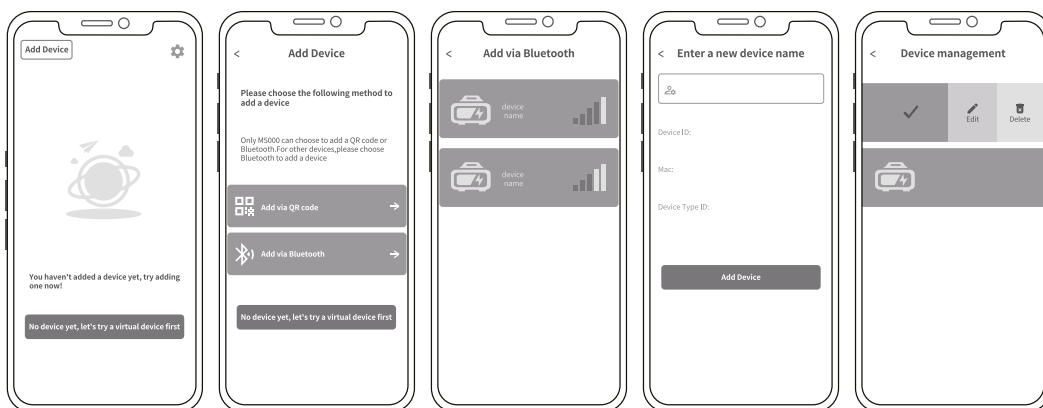 Add Device
You haven't added a device yet, try adding
one now!
No device yet, let's try a virtual device first
< Add Device
Please choose the following method to
add a device
Only M5000 can choose to add a QR code or
Bluetooth.For other devices,please choose
Bluetooth to add a device
Add via QR code
Add via Bluetooth
No device yet, let's try a virtual device first
< Add via Bluetooth
device
name
device
name
< Enter a new device name
Device ID:
Mac:
Device Type ID:
Add Device
< Device management
Edit
Delete